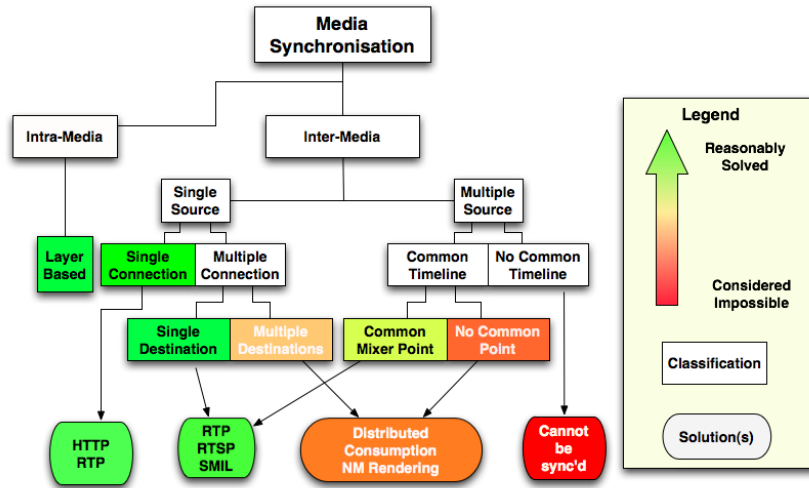 Media
Synchronisation
Intra-Media
Inter-Media
Single
Source
Multiple
Source
Layer
Based
Single
Connection
Multiple
Connection
Common
Timeline
No Common
Timeline
Single
Destination
Multiple
Destinations
Common
Mixer Point
No Common
Point
HTTP
RTP
RTP
RTSP
SMIL
Distributed
Consumption
NM Rendering
Cannot
be
sync'd
Legend
Reasonably
Solved
Considered
Impossible
Classification
Solution(s)